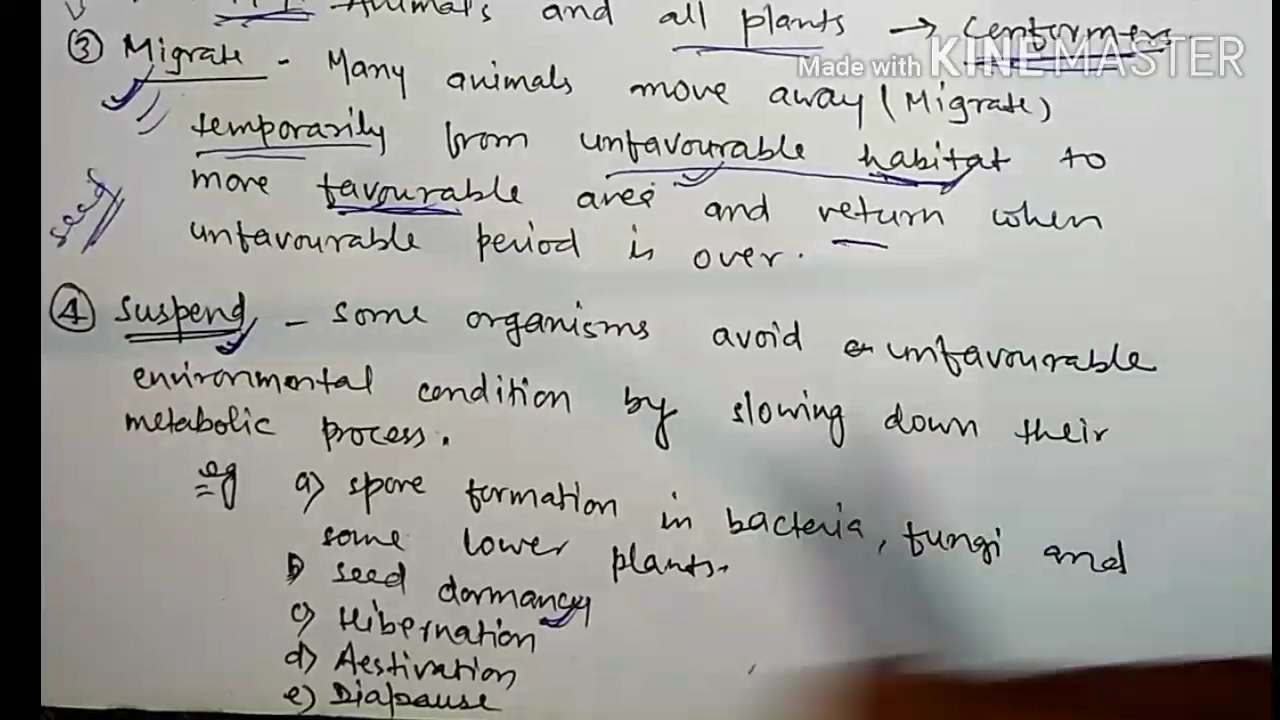 Animals and all plants → Conformers.
Made with KINEMASTER
③ Migrate - Many animals move away (Migrate)
temporarily from unfavourable habitat to
more favourable area and return when
unfavourable period is over.
④ Suspend - Some organisms avoid unfavourable
environmental condition by slowing down their
metabolic process.
eg a) spore formation in bacteria, fungi and
some lower plants.
b) seed dormancy
c) Hibernation
d) Aestivation
e) Diapause